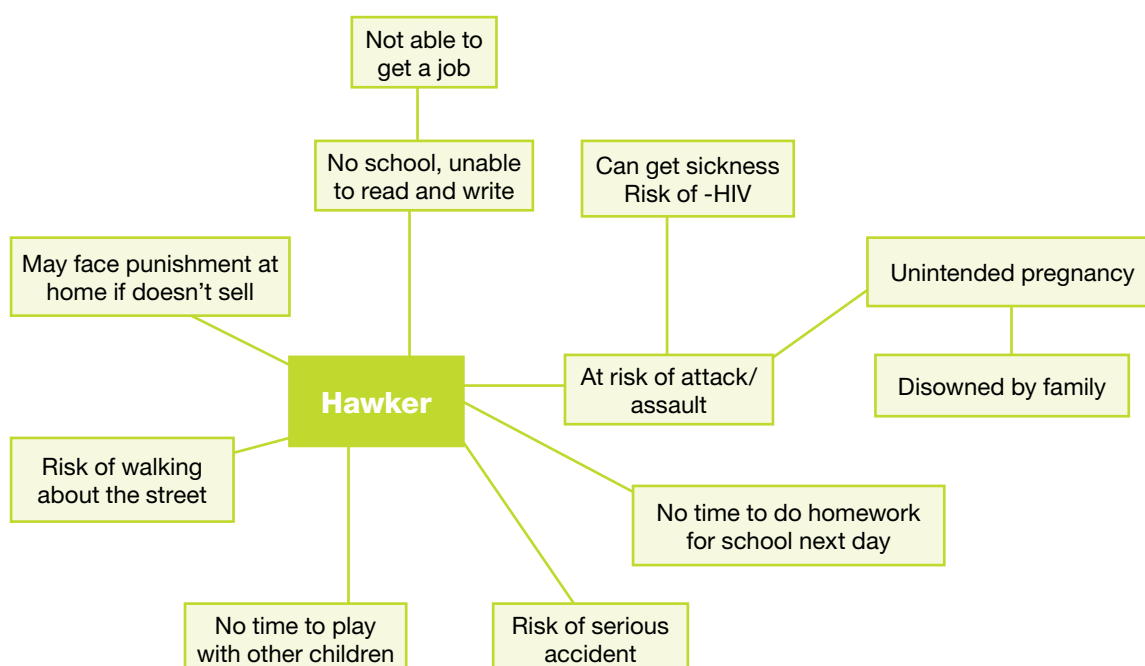 Not able to
get a job
No school, unable
to read and write
Can get sickness
Risk of -HIV
May face punishment at
home if doesn't sell
Unintended pregnancy
Hawker
At risk of attack/
assault
Disowned by family
Risk of walking
about the street
No time to do homework
for school next day
No time to play
with other children
Risk of serious
accident